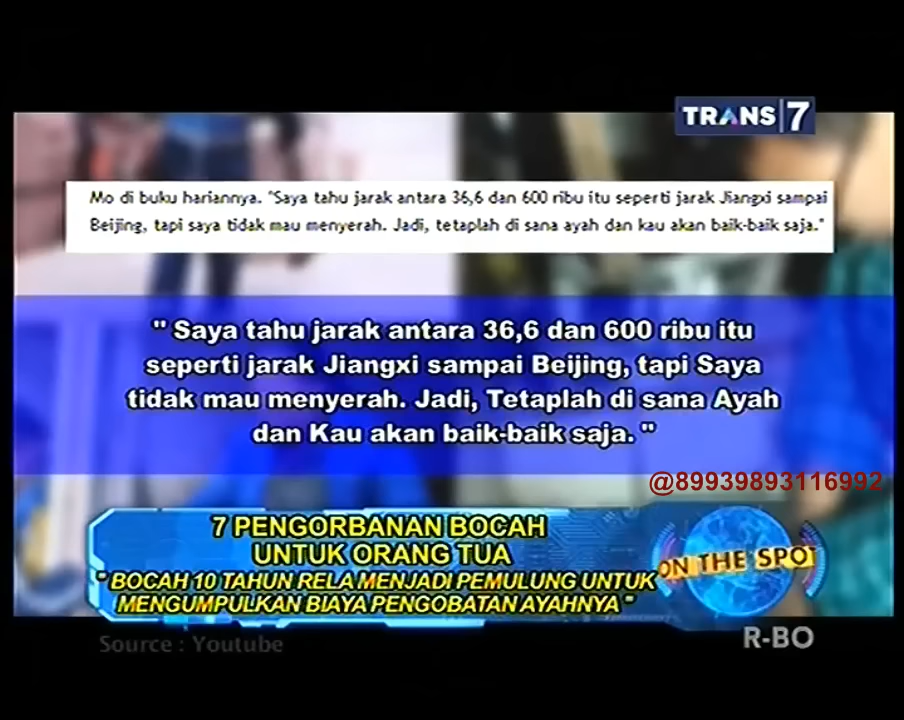 TRANS|7
Mo di buku hariannya. "Saya tahu jarak antara 36,6 dan 600 ribu itu seperti jarak Jiangxi sampai
Beijing, tapi saya tidak mau menyerah. Jadi, tetaplah di sana ayah dan kau akan baik-baik saja."
" Saya tahu jarak antara 36,6 dan 600 ribu itu
seperti jarak Jiangxi sampai Beijing, tapi Saya
tidak mau menyerah. Jadi, Tetaplah di sana Ayah
dan Kau akan baik-baik saja. "
@89939893116992
7 PENGORBANAN BOCAH
UNTUK ORANG TUA
" BOCAH 10 TAHUN RELA MENJADI PEMULUNG UNTUK
MENGUMPULKAN BIAYA PENGOBATAN AYAHNYA "
ON THE SPOT
Source : Youtube
R-BO